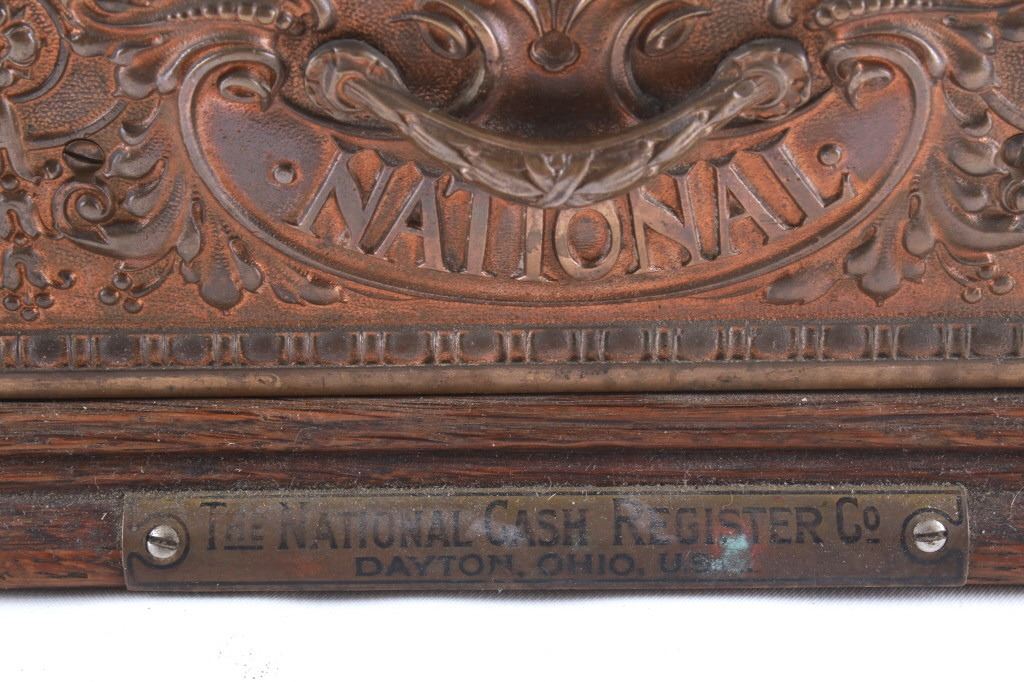 NATIONAL
THE NATIONAL CASH REGISTER CO
DAYTON, OHIO, U.S.A.